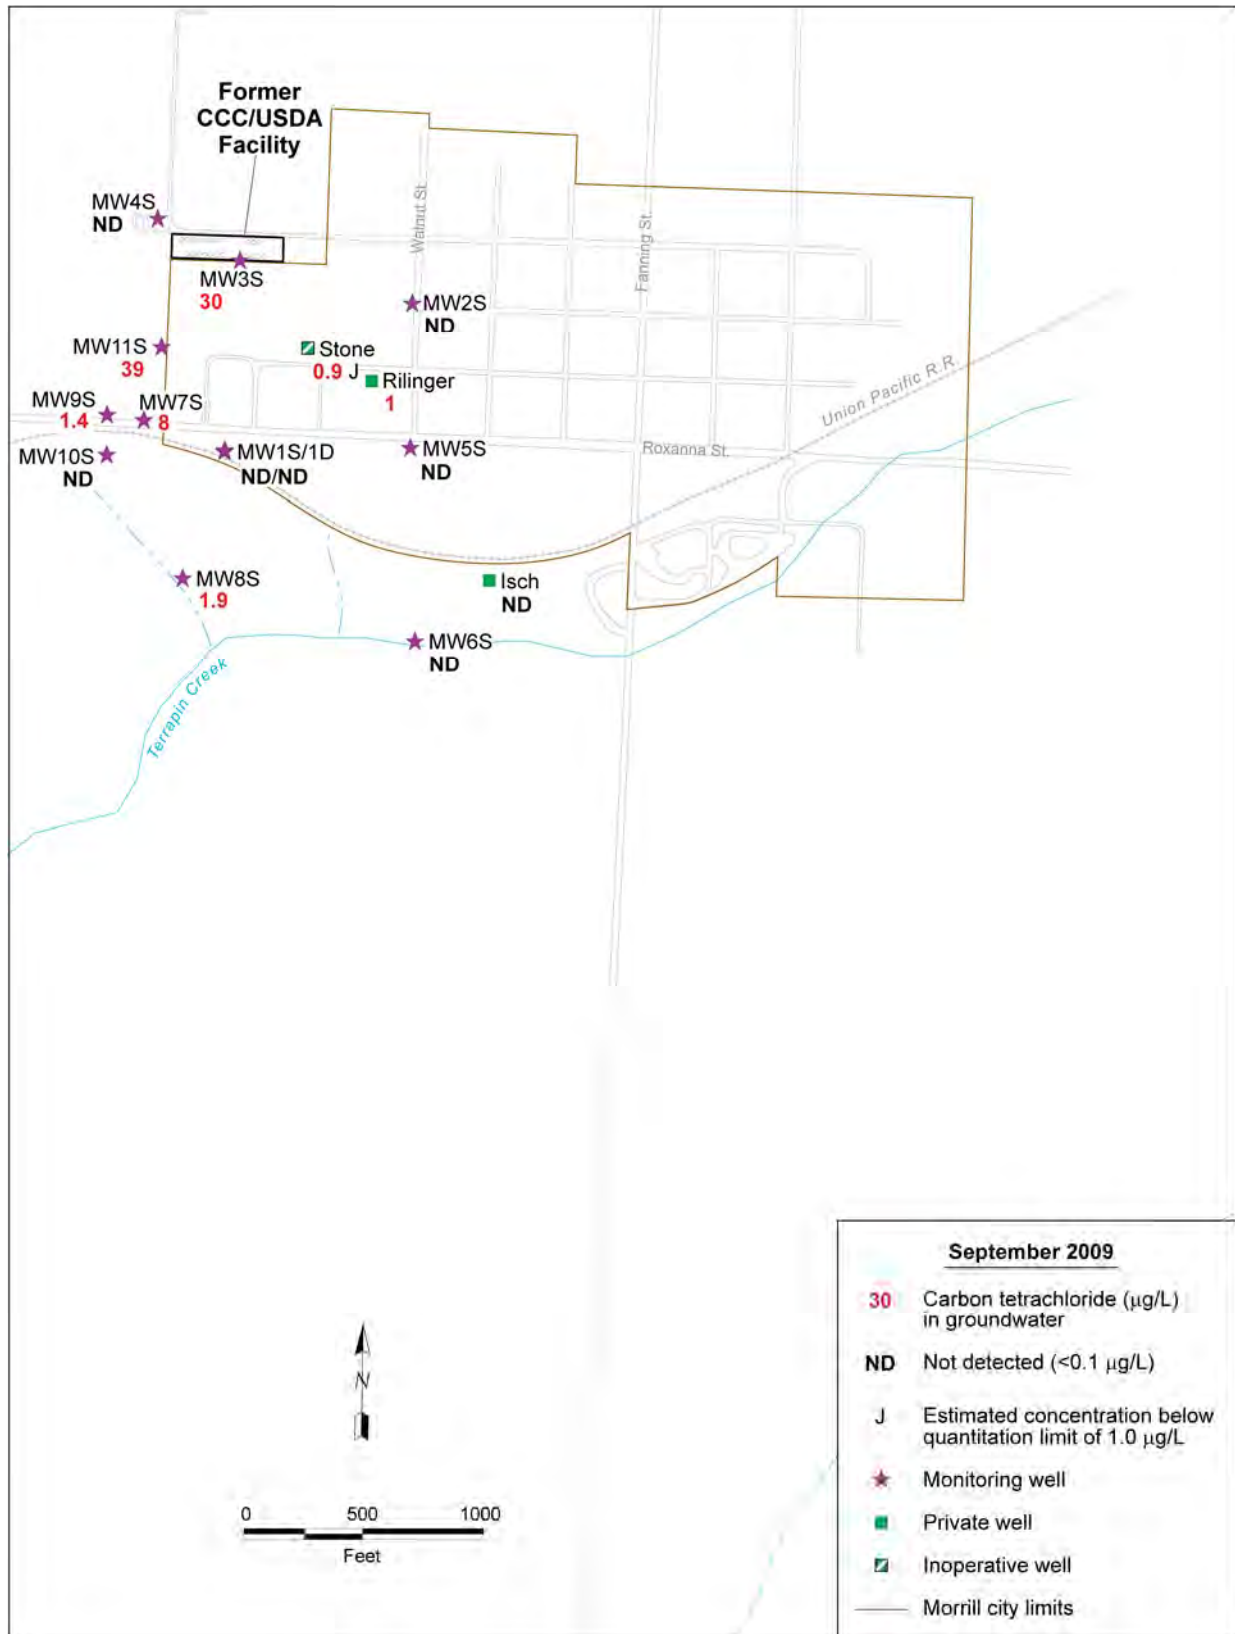 Former
CCC/USDA
Facility
MW4S
ND
MW3S
30
Walnut St.
Fanning St.
MW2S
ND
MW11S
39
Stone
0.9 J
Rilinger
1
Union Pacific R.R.
MW9S
1.4
MW7S
8
MW10S
ND
MW1S/1D
ND/ND
MW5S
ND
Roxanna St.
MW8S
1.9
Isch
ND
MW6S
ND
Terrapin Creek
N
0 500 1000
Feet
September 2009
30 Carbon tetrachloride (µg/L)
in groundwater
ND Not detected (<0.1 µg/L)
J Estimated concentration below
quantitation limit of 1.0 µg/L
Monitoring well
Private well
Inoperative well
Morrill city limits